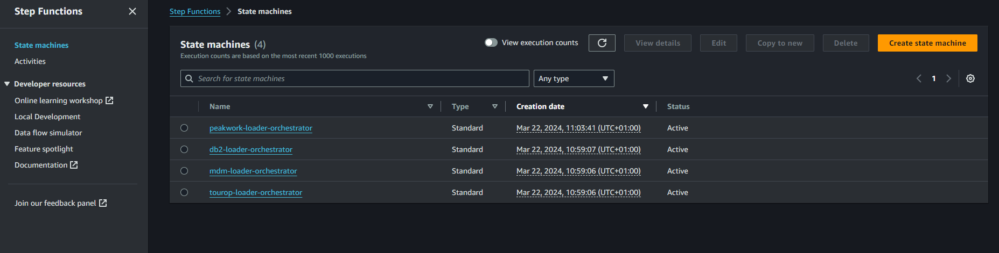 Step Functions
State machines
Activities
Developer resources
Online learning workshop
Local Development
Data flow simulator
Feature spotlight
Documentation
Join our feedback panel
Step Functions > State machines
State machines (4)
Execution counts are based on the most recent 1000 executions
View execution counts
View details
Edit
Copy to new
Delete
Create state machine
Search for state machines
Any type
1
Name Type Creation date Status
peakwork-loader-orchestrator Standard Mar 22, 2024, 11:03:41 (UTC+01:00) Active
db2-loader-orchestrator Standard Mar 22, 2024, 10:59:07 (UTC+01:00) Active
mdm-loader-orchestrator Standard Mar 22, 2024, 10:59:06 (UTC+01:00) Active
tourop-loader-orchestrator Standard Mar 22, 2024, 10:59:06 (UTC+01:00) Active